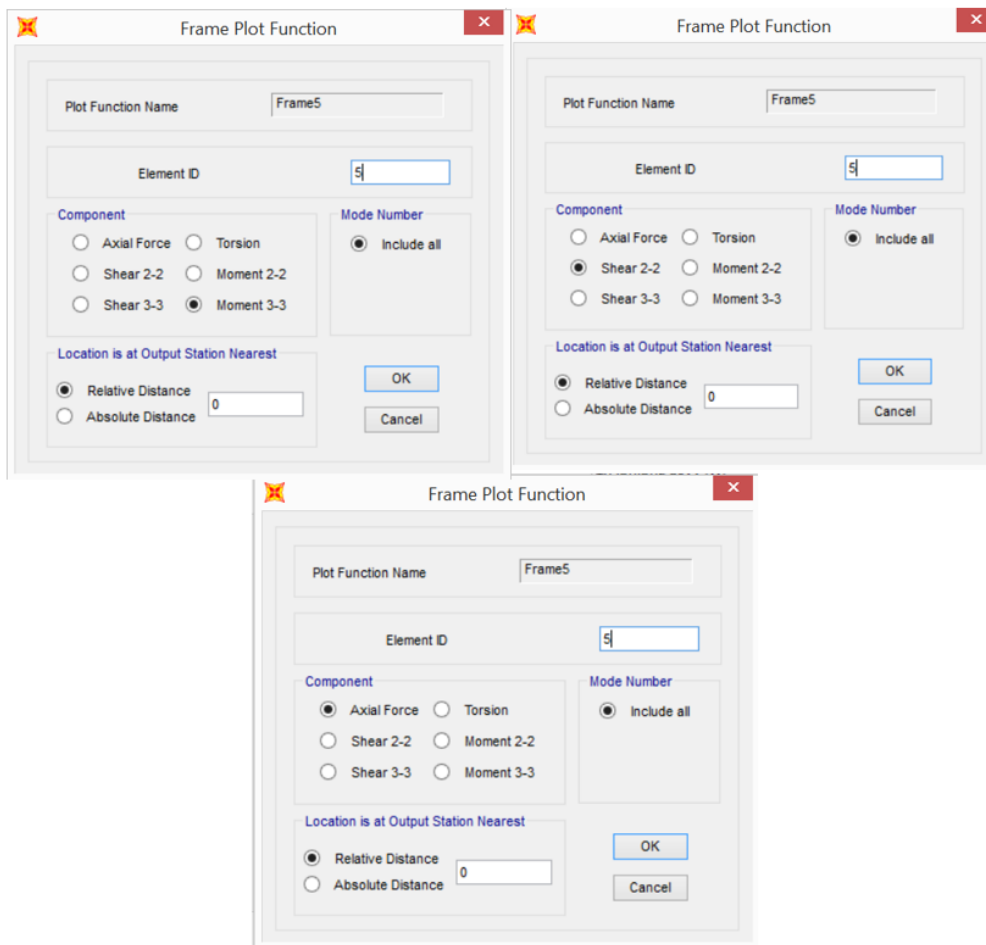 Frame Plot Function
Plot Function Name Frame5
Element ID 5
Component Mode Number
Axial Force Torsion Include all
Shear 2-2 Moment 2-2
Shear 3-3 Moment 3-3
Location is at Output Station Nearest
Relative Distance 0
Absolute Distance
OK
Cancel
Frame Plot Function
Plot Function Name Frame5
Element ID 5
Component Mode Number
Axial Force Torsion Include all
Shear 2-2 Moment 2-2
Shear 3-3 Moment 3-3
Location is at Output Station Nearest
Relative Distance 0
Absolute Distance
OK
Cancel
Frame Plot Function
Plot Function Name Frame5
Element ID 5
Component Mode Number
Axial Force Torsion Include all
Shear 2-2 Moment 2-2
Shear 3-3 Moment 3-3
Location is at Output Station Nearest
Relative Distance 0
Absolute Distance
OK
Cancel